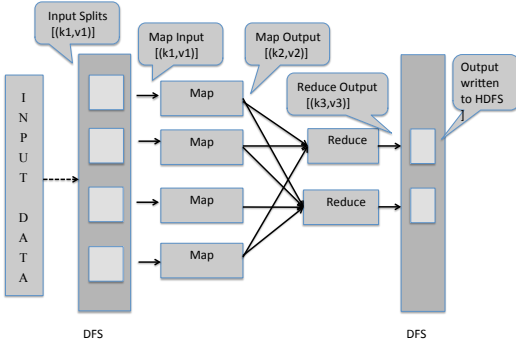 Input Splits
[(k1,v1)]
Map Input
[(k1,v1)]
Map Output
[(k2,v2)]
Reduce Output
[(k3,v3)]
Output
written
to HDFS
]
I
N
P
U
T
D
A
T
A
Map
Map
Map
Map
Reduce
Reduce
DFS
DFS